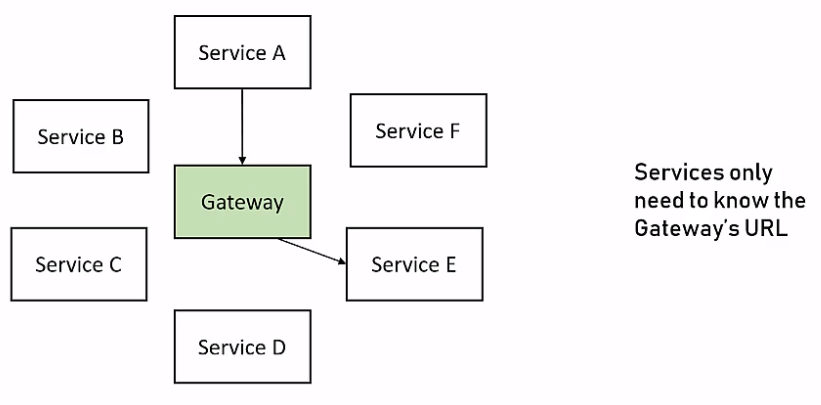 Service A
Service B
Service F
Gateway
Service C
Service E
Service D
Services only
need to know the
Gateway's URL